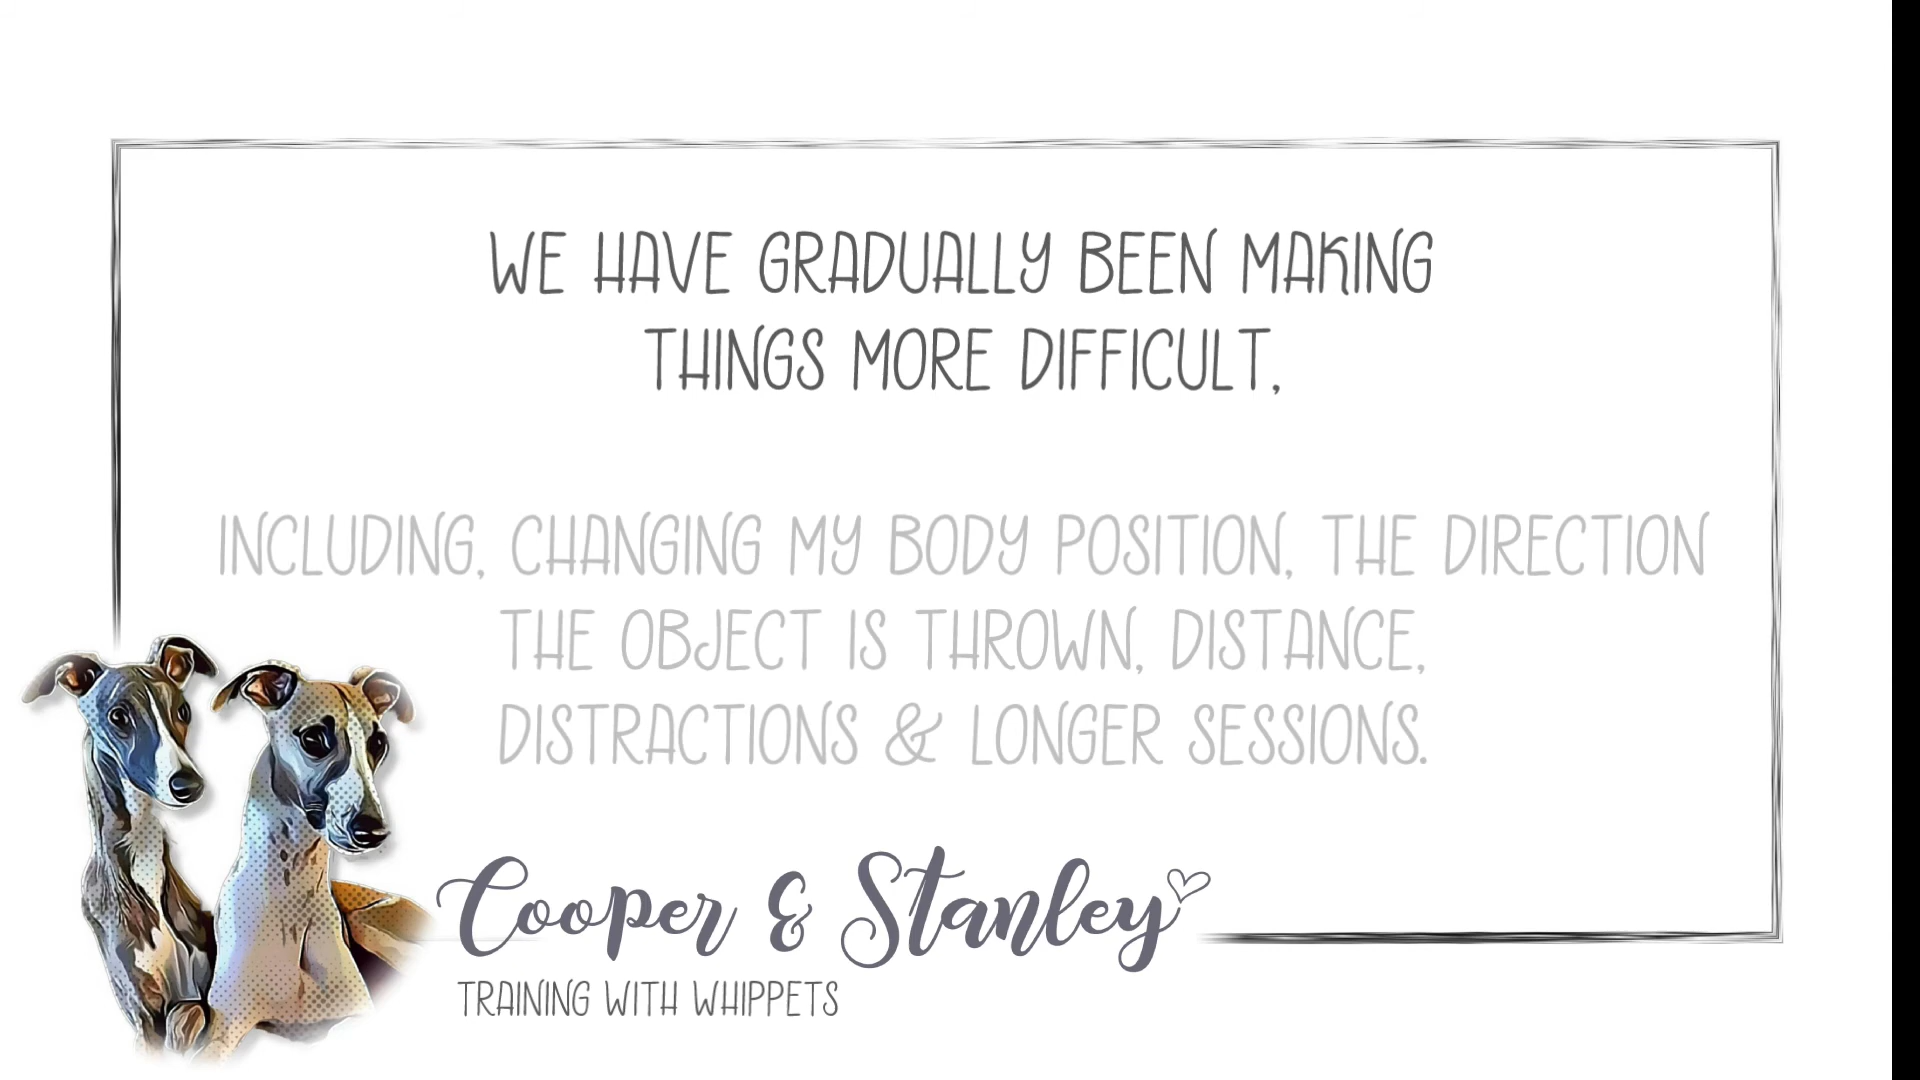 WE HAVE GRADUALLY BEEN MAKING
THINGS MORE DIFFICULT,
INCLUDING, CHANGING MY BODY POSITION, THE DIRECTION
THE OBJECT IS THROWN, DISTANCE,
DISTRACTIONS & LONGER SESSIONS.
Cooper & Stanley
TRAINING WITH WHIPPETS